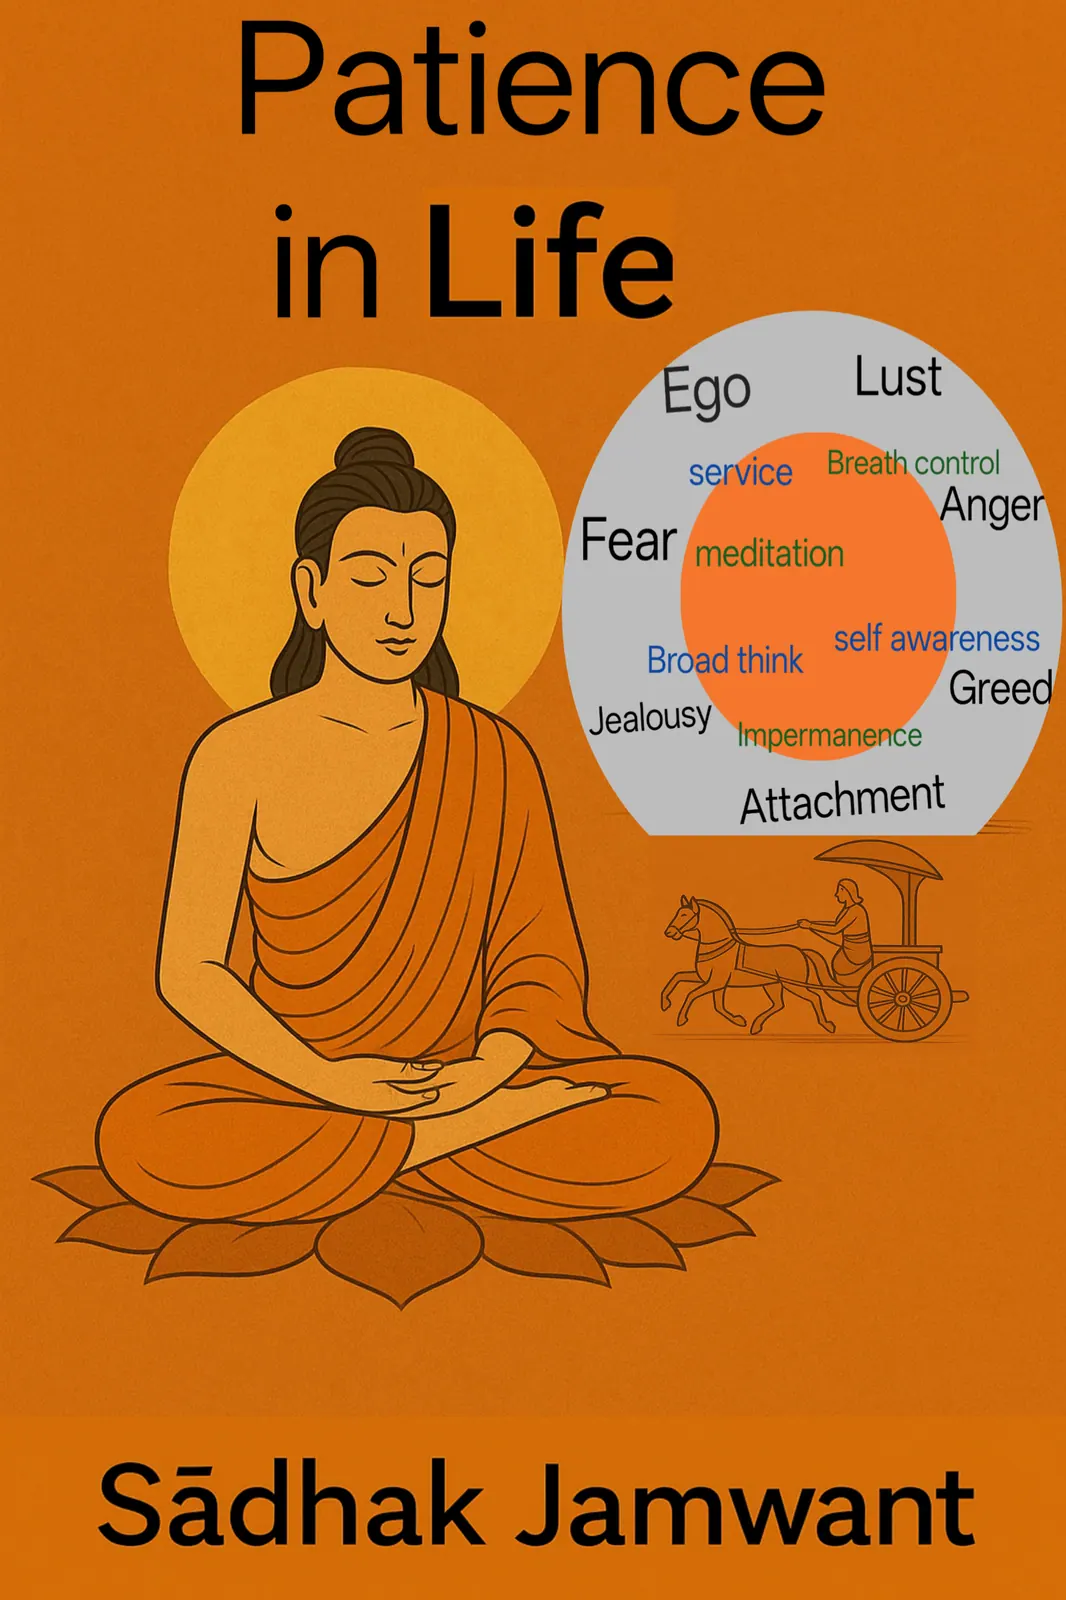 Patience
in Life
Ego
Lust
service
Breath control
Anger
Fear
meditation
self awareness
Broad think
Greed
Jealousy
Impermanence
Attachment
Sādhak Jamwant